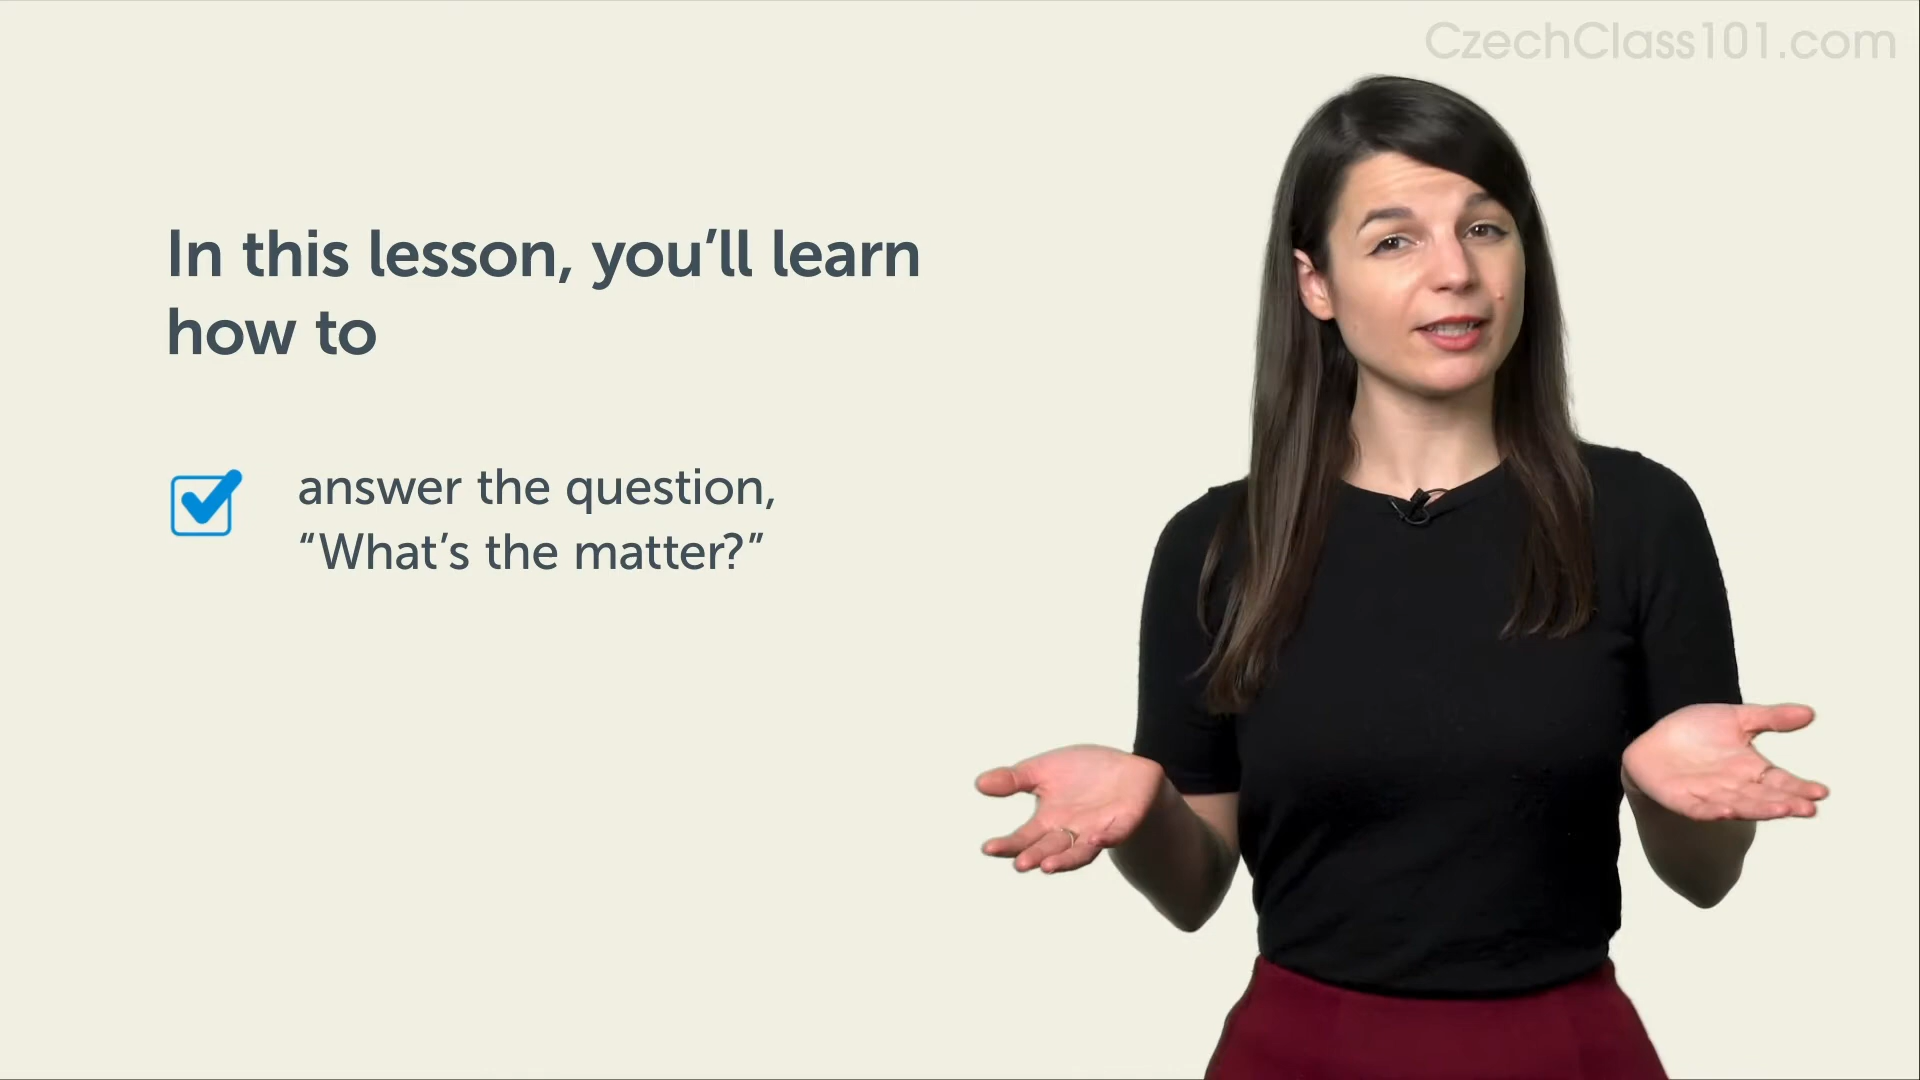 CzechClass101.com
In this lesson, you’ll learn
how to
answer the question,
“What’s the matter?”